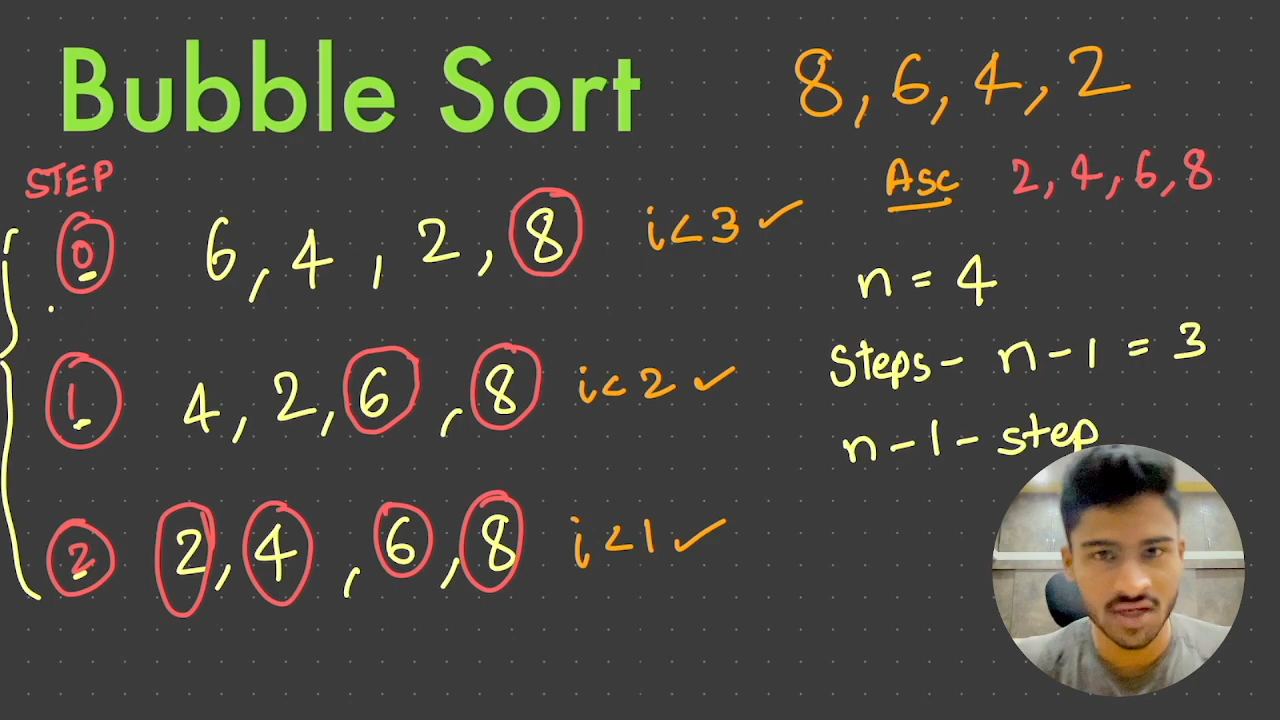 Bubble Sort
8, 6, 4, 2
STEP
Asc 2, 4, 6, 8
0 6, 4, 2, 8 i<3 ✓
n = 4
Steps - n - 1 = 3
1 4, 2, 6, 8 i<2 ✓
n - 1 - step
2 2, 4, 6, 8 i<1 ✓